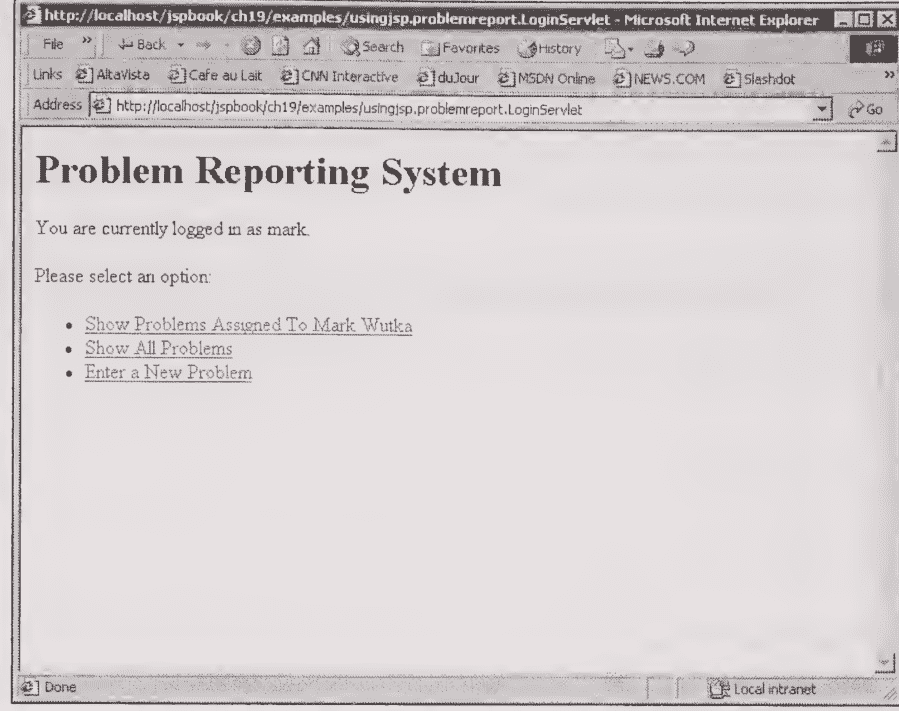 http://localhost/jspbook/ch19/examples/usingjsp.problemreport.LoginServlet - Microsoft Internet Explorer
File » Back Search Favorites History
Links AltaVista Cafe au Lait CNN Interactive duJour MSDN Online NEWS.COM Slashdot »
Address http://localhost/jspbook/ch19/examples/usingjsp.problemreport.LoginServlet Go
Problem Reporting System
You are currently logged in as mark.
Please select an option:
• Show Problems Assigned To Mark Wutka
• Show All Problems
• Enter a New Problem
Done Local intranet